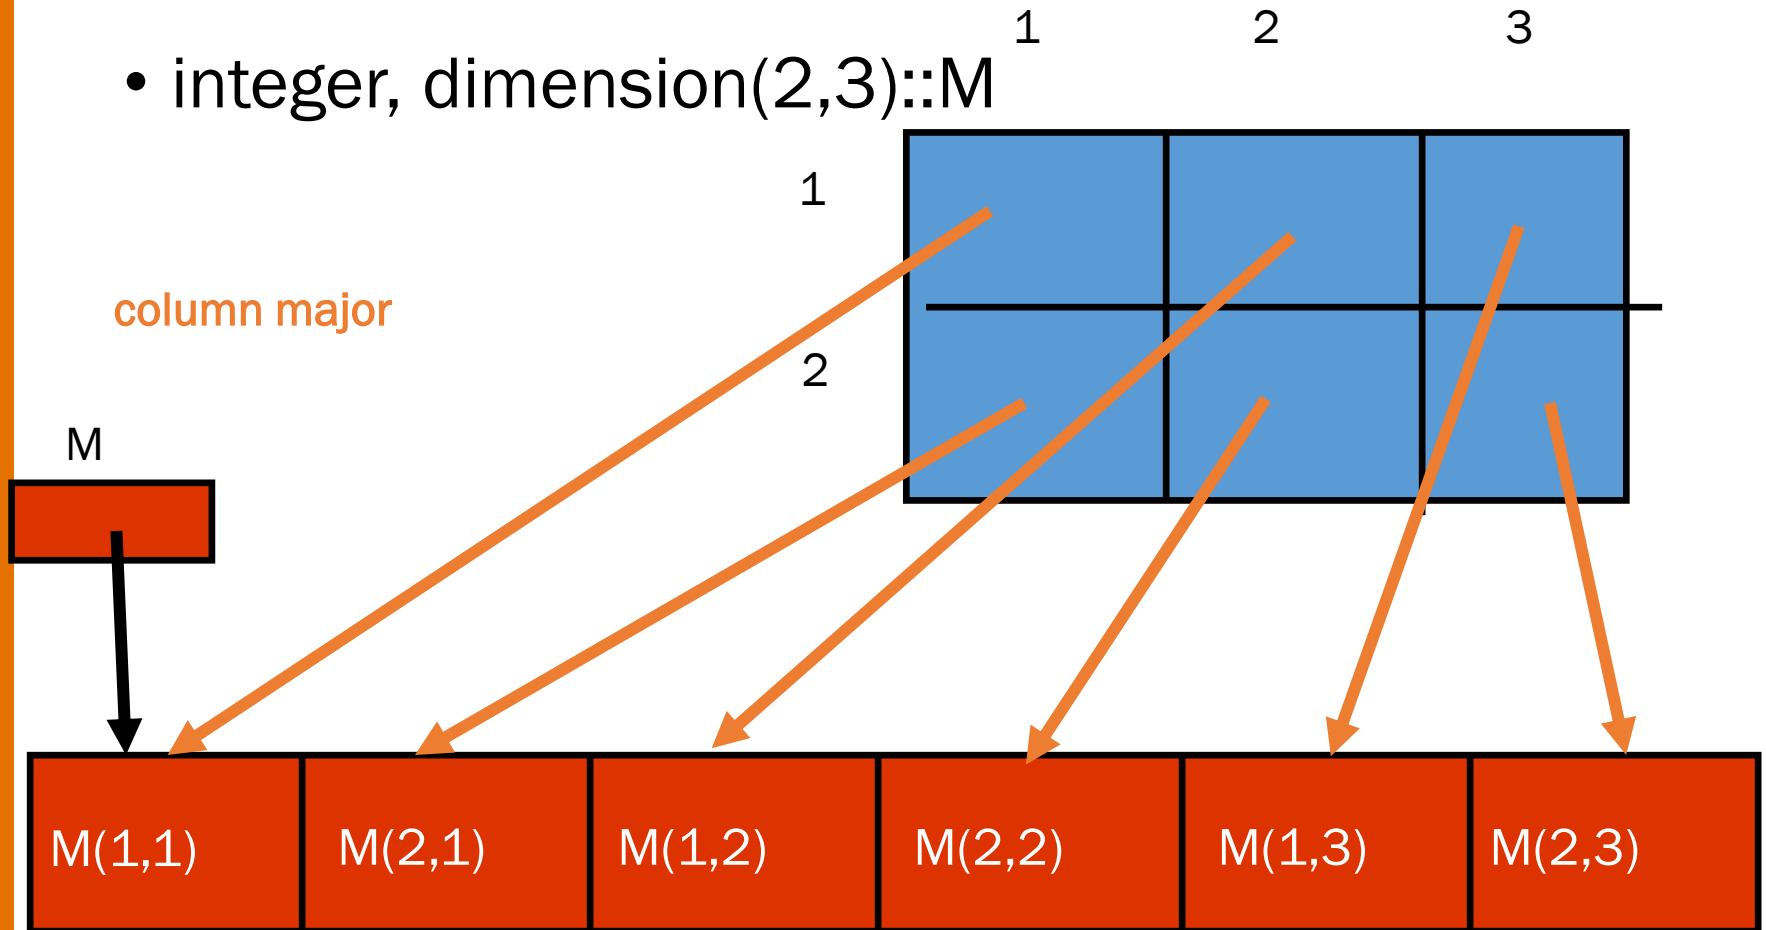 1 2 3
• integer, dimension(2,3)::M
1
column major
2
M
M(1,1) M(2,1) M(1,2) M(2,2) M(1,3) M(2,3)